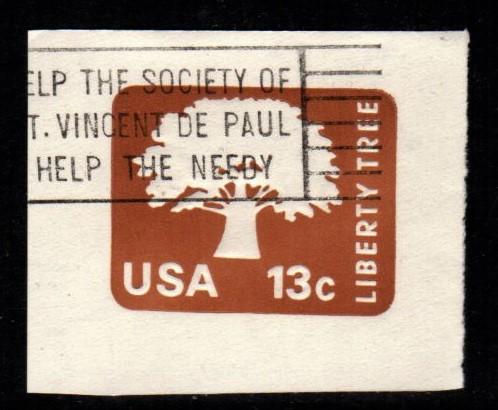 ELP THE SOCIETY OF
T. VINCENT DE PAUL
HELP THE NEEDY
USA 13c
LIBERTY TREE